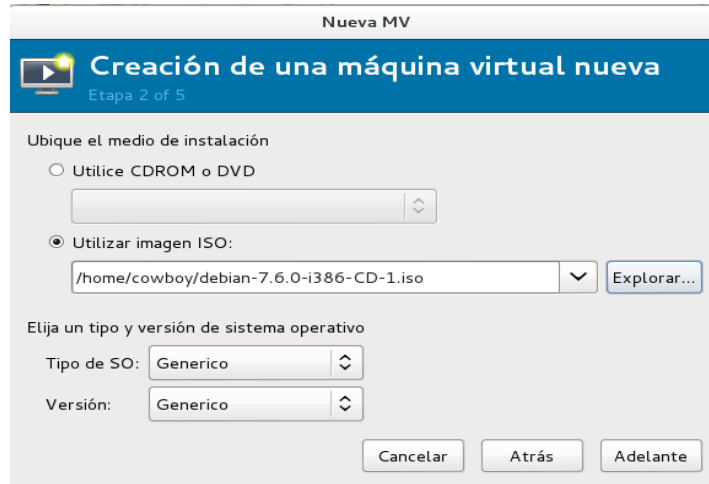 Nueva MV
Creación de una máquina virtual nueva
Etapa 2 of 5
Ubique el medio de instalación
Utilice CDROM o DVD
Utilizar imagen ISO:
/home/cowboy/debian-7.6.0-i386-CD-1.iso
Explorar...
Elija un tipo y versión de sistema operativo
Tipo de SO: Generico
Versión: Generico
Cancelar Atrás Adelante